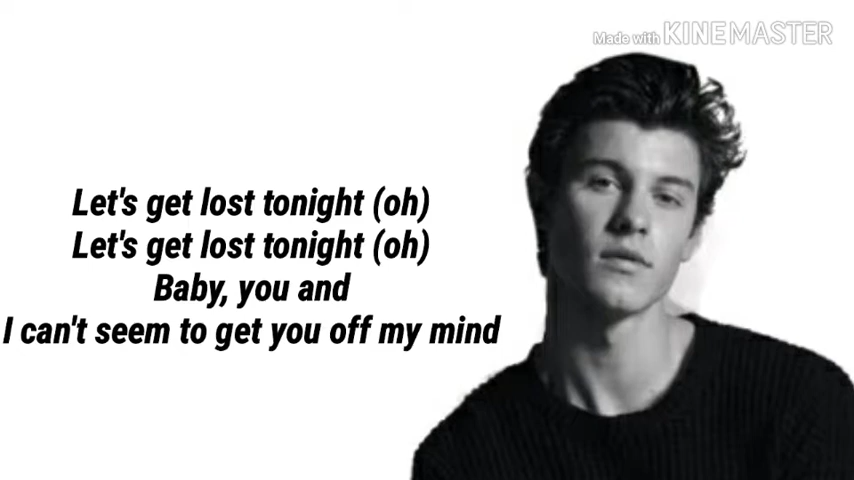 Made with KINEMASTER
Let's get lost tonight (oh)
Let's get lost tonight (oh)
Baby, you and
I can't seem to get you off my mind